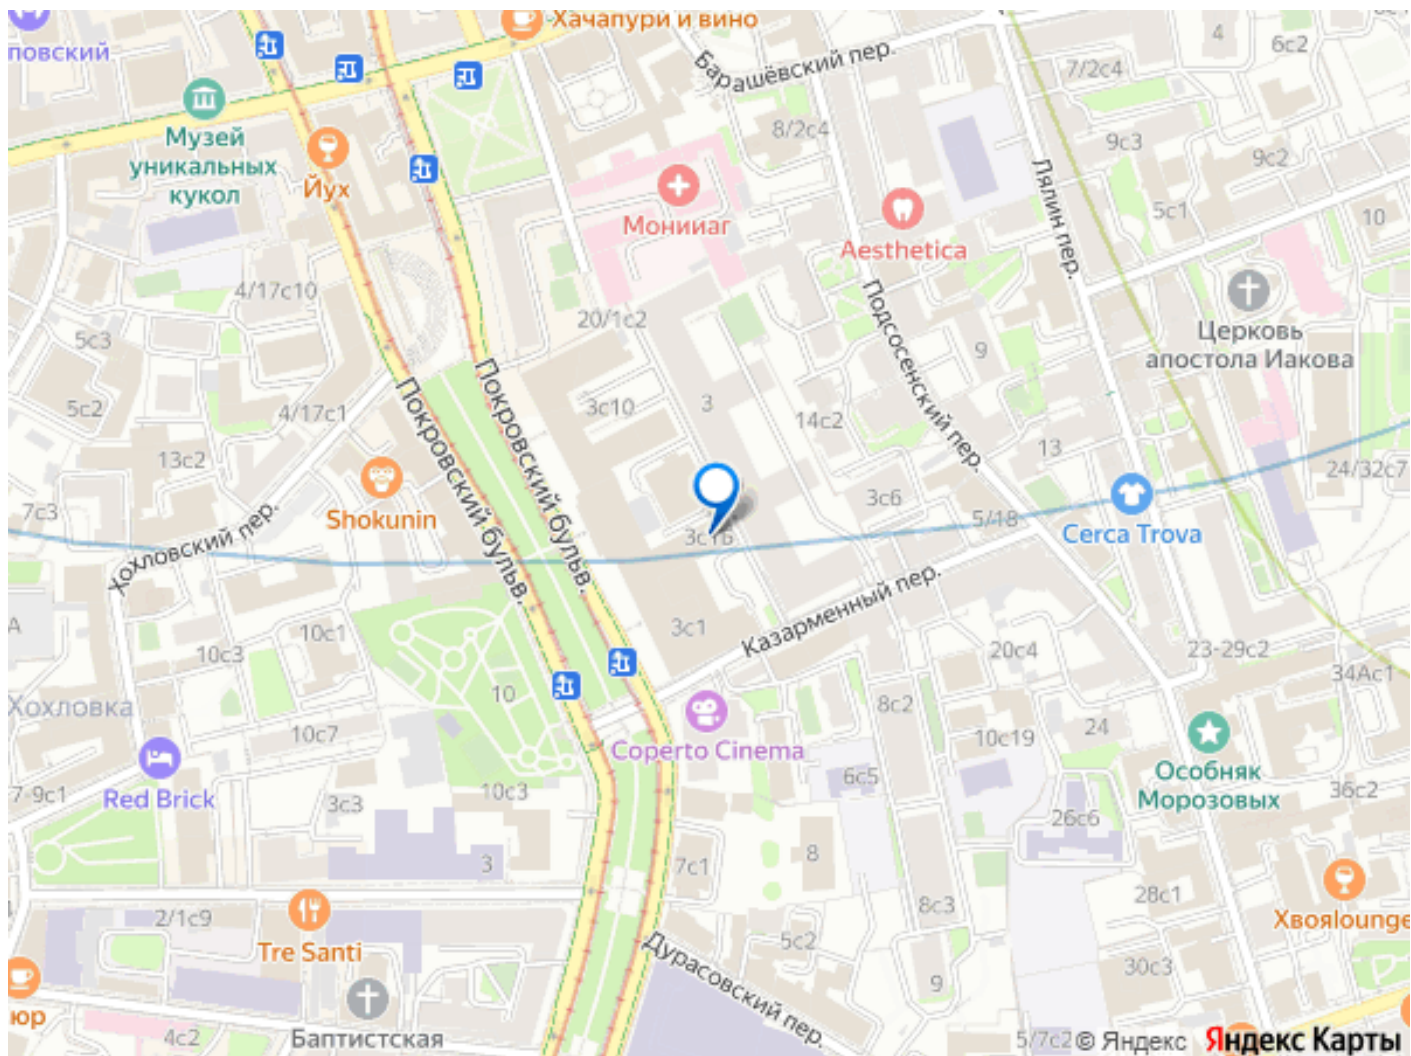 Хачапури и вино
ловский
Барашёвский пер.
4
6с2
7/2с4
Музей
уникальных
кукол
Йух
8/2с4
9с3
9с2
Мониииаг
Aesthetica
Лялин пер.
5с1
10
4/17с10
20/1с2
Подсосенский пер.
Церковь
апостола Иакова
5с3
9
5с2
4/17с1
Покровский бульв.
Покровский бульв.
3с10
3
14с2
13
13с2
24/32с7
7с3
Shokunin
3с6
5/18
Cerca Trova
3с16
Хохловский пер.
Казарменный пер.
А
10с1
3с1
10с3
20с4
23-29с2
34Ас1
Хохловка
10
8с2
24
10с7
Coperto Cinema
10с19
Особняк
Морозовых
7-9с1
Red Brick
10с3
6с5
36с2
3с3
26с6
3
7с1
8
28с1
2/1с9
8с3
Хвояlounge
Tre Santi
5с2
Дурасовский пер.
30с3
9
юр
4с2
Баптистская
5/7с2
© Яндекс Яндекс Карты